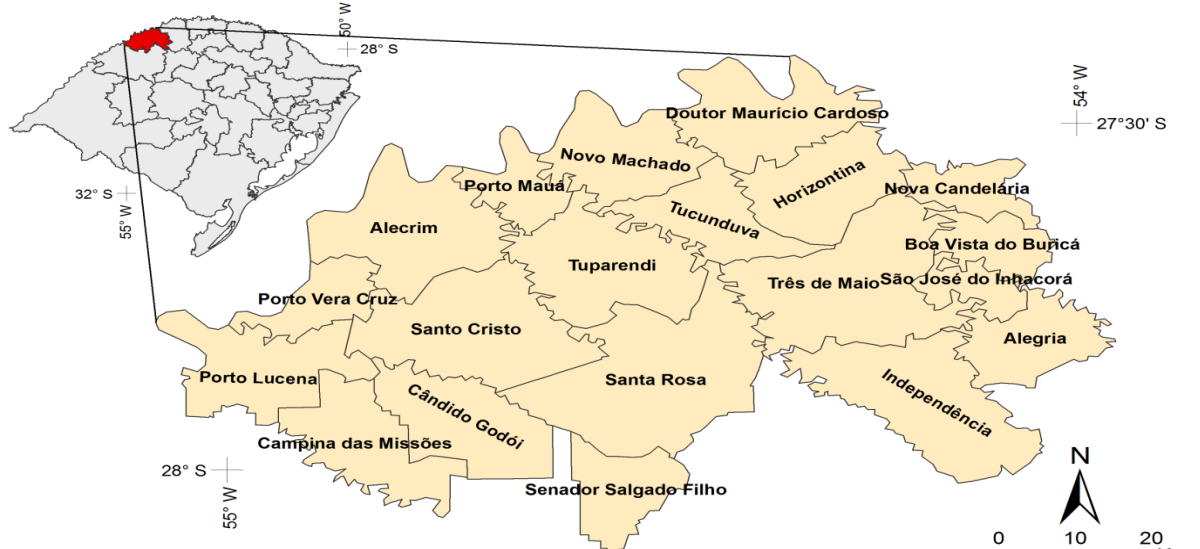 50° W
28° S
54° W
27°30' S
32° S
55° W
Doutor Maurício Cardoso
Novo Machado
Horizontina
Porto Mauá
Nova Candelária
Tucunduva
Alecrim
Boa Vista do Buricá
Tuparendi
Três de Maio
São José do Inhacorá
Porto Vera Cruz
Santo Cristo
Alegria
Porto Lucena
Santa Rosa
Cândido Godói
Independência
Campina das Missões
28° S
55° W
Senador Salgado Filho
N
0 10 20